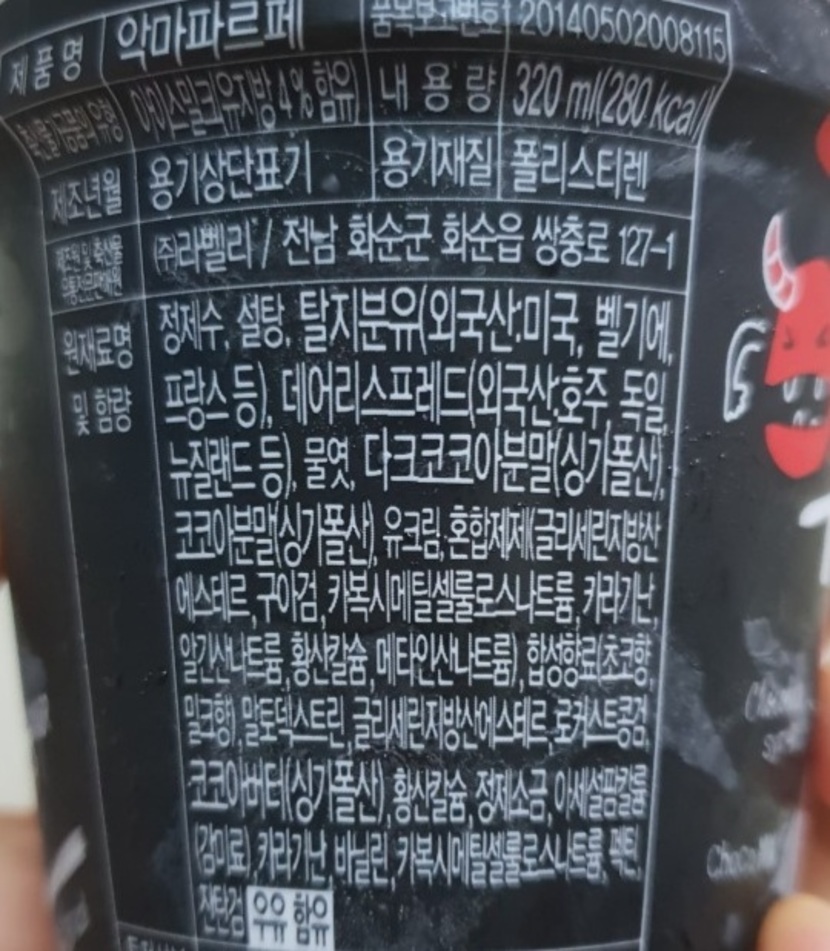 제품명 악마파르페 품목보고번호 20140502008115
아이스밀크(유지방 4% 함유) 내용량 320 ml(280 kcal)
제조년월 용기상단표기 용기재질 폴리스티렌
(주)라벨리 / 전남 화순군 화순읍 쌍충로 127-1
원재료명 정제수, 설탕, 탈지분유(외국산:미국, 벨기에,
및 함량 프랑스 등), 데어리스프레드(외국산:호주 독일,
뉴질랜드 등), 물엿, 다크코코아분말(싱가폴산),
코코아분말(싱가폴산), 유크림, 혼합제제(글리세린지방산
에스테르, 구아검, 카복시메틸셀룰로스나트륨, 카라기난,
알긴산나트륨, 황산칼슘, 메타인산나트륨), 합성향료(초코향,
밀크향), 말토덱스트린, 글리세린지방산에스테르, 로커스트콩검,
코코아버터(싱가폴산), 황산칼슘, 정제소금, 아세설팜칼륨
(감미료), 카라기난, 바닐린, 카복시메틸셀룰로스나트륨, 펙틴,
잔탄검 우유 함유